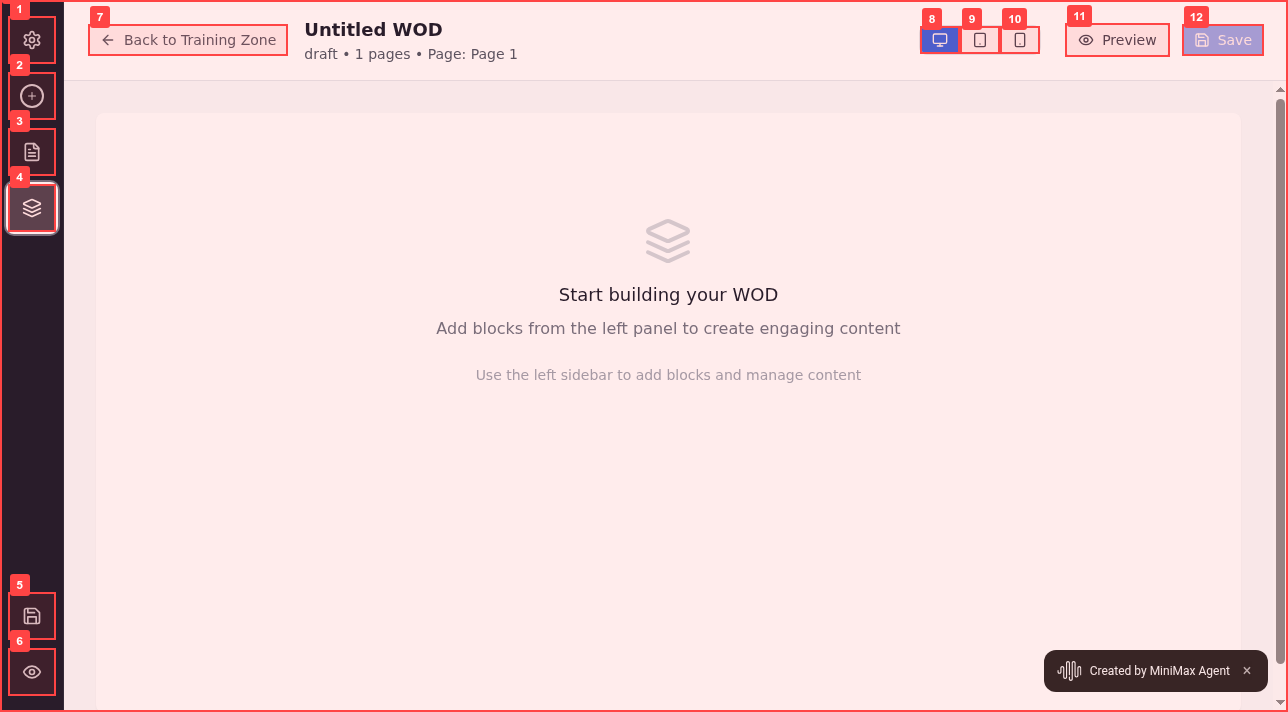 1
2
3
4
5
6
7
Back to Training Zone
Untitled WOD
draft • 1 pages • Page: Page 1
8
9
10
11
Preview
12
Save
Start building your WOD
Add blocks from the left panel to create engaging content
Use the left sidebar to add blocks and manage content
Created by MiniMax Agent ×